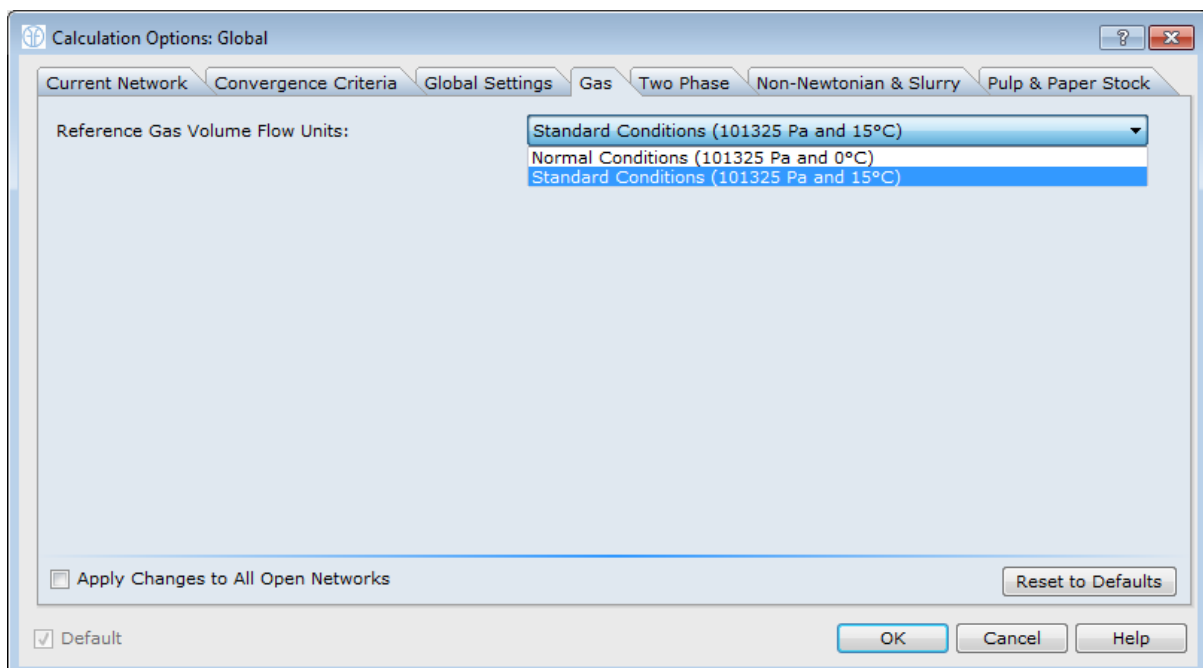 Calculation Options: Global
Current Network Convergence Criteria Global Settings Gas Two Phase Non-Newtonian & Slurry Pulp & Paper Stock
Reference Gas Volume Flow Units: Standard Conditions (101325 Pa and 15°C)
Normal Conditions (101325 Pa and 0°C)
Standard Conditions (101325 Pa and 15°C)
Apply Changes to All Open Networks Reset to Defaults
Default OK Cancel Help